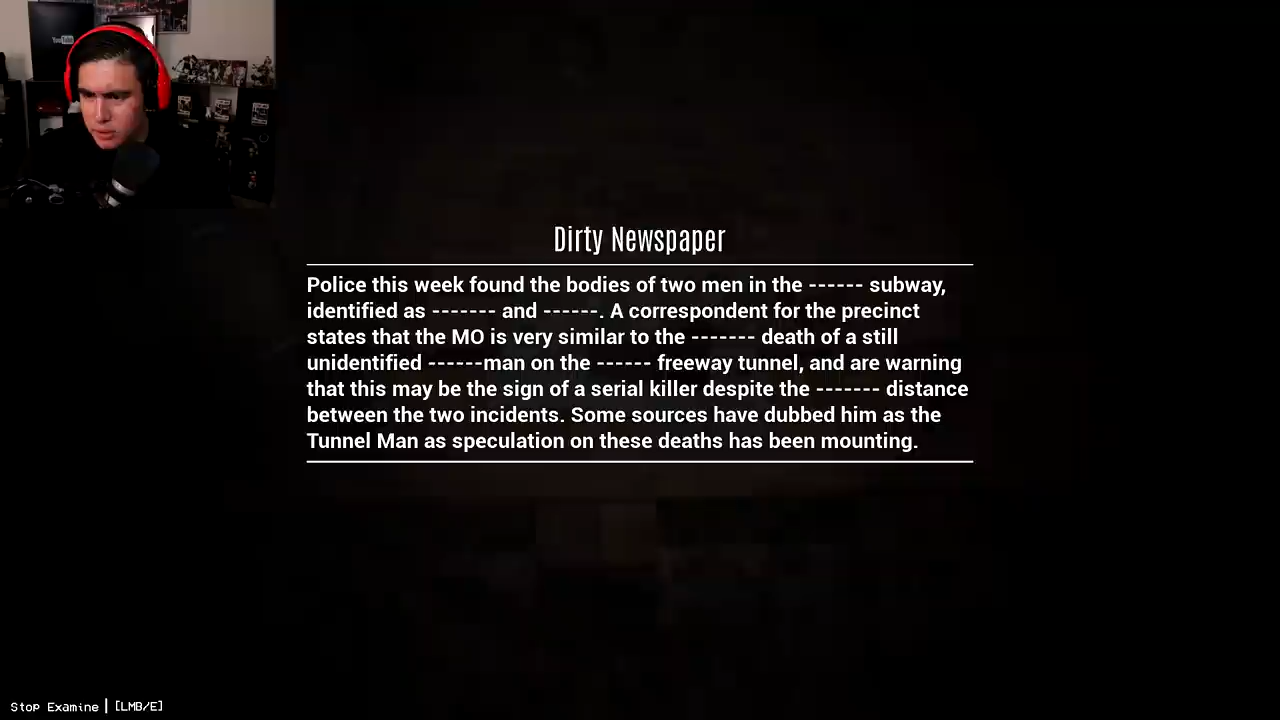 YouTube
Dirty Newspaper
Police this week found the bodies of two men in the ------ subway,
identified as ------- and ------. A correspondent for the precinct
states that the MO is very similar to the ------- death of a still
unidentified ------man on the ------ freeway tunnel, and are warning
that this may be the sign of a serial killer despite the ------- distance
between the two incidents. Some sources have dubbed him as the
Tunnel Man as speculation on these deaths has been mounting.
Stop Examine | [LMB/E]